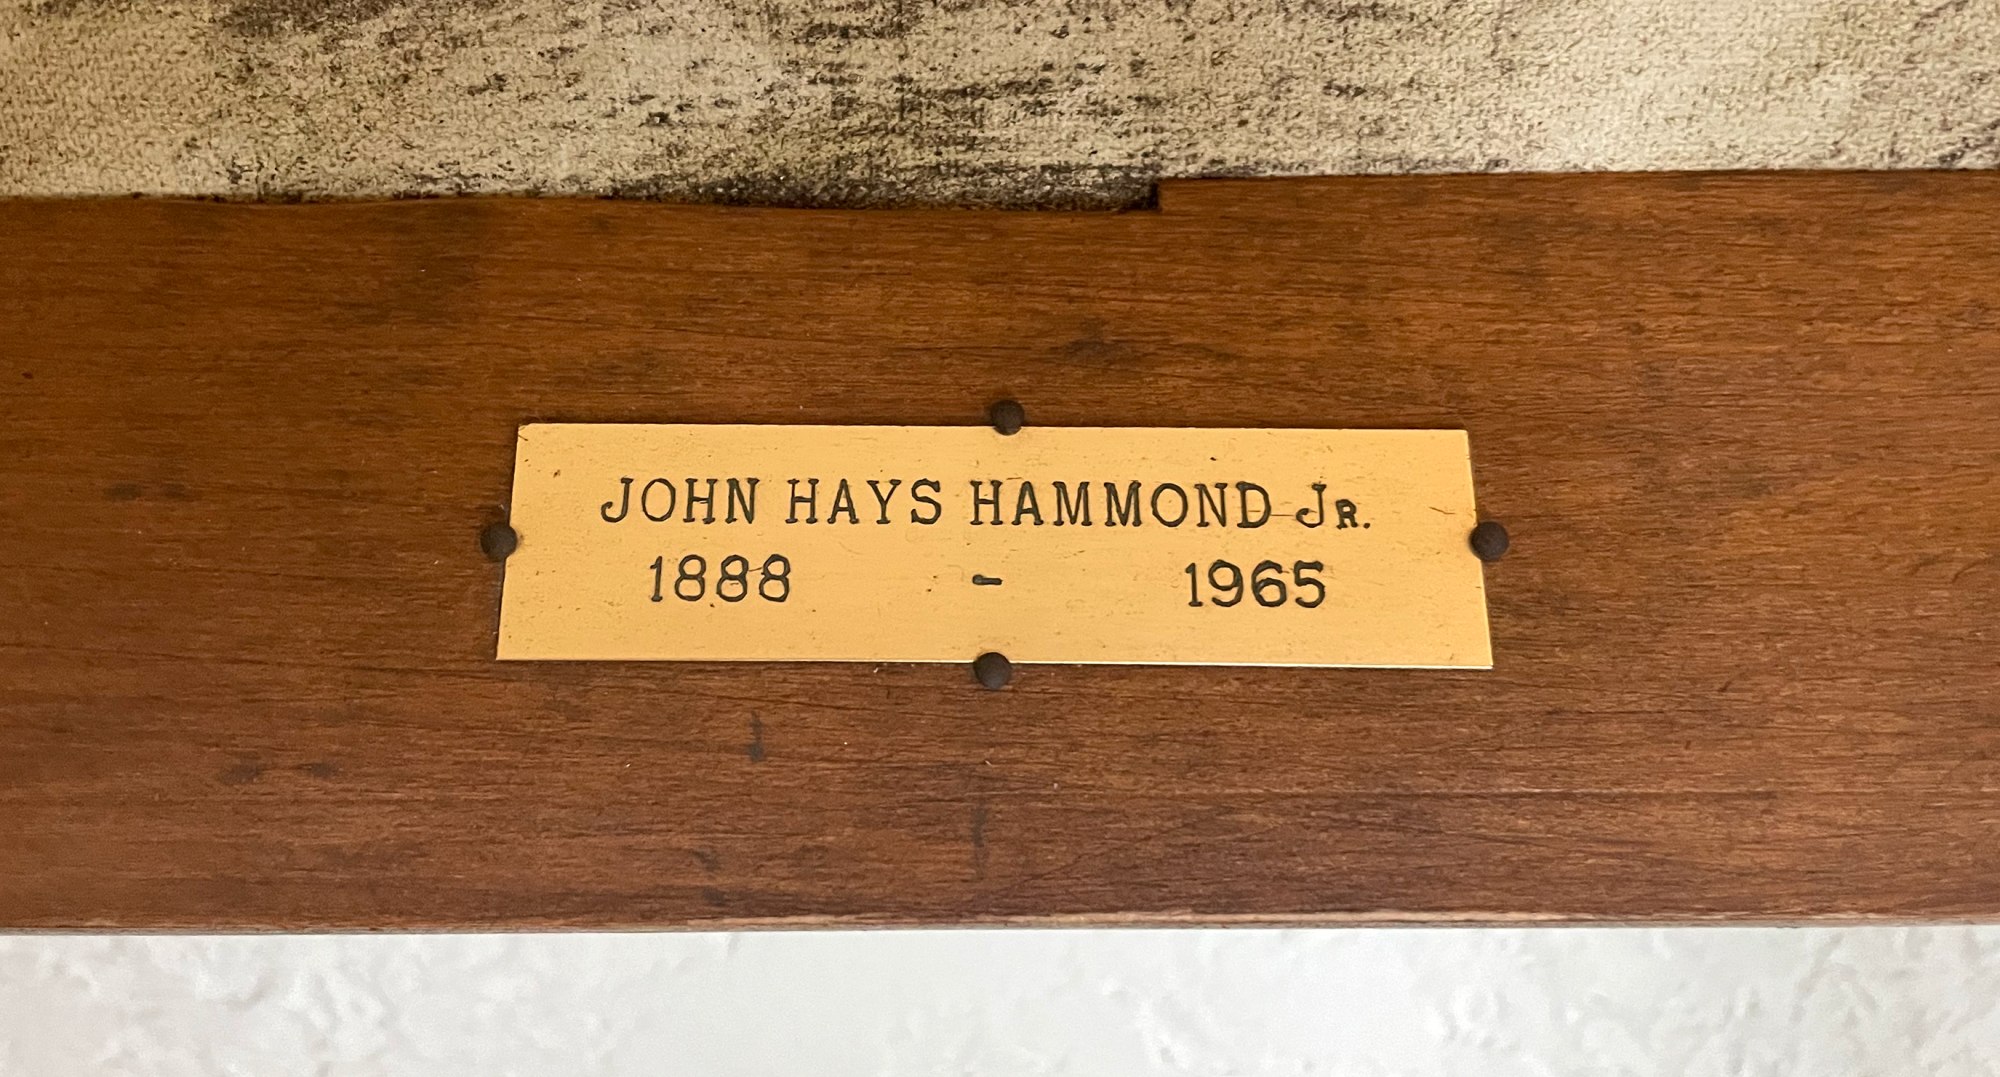 JOHN HAYS HAMMOND JR.
1888 - 1965